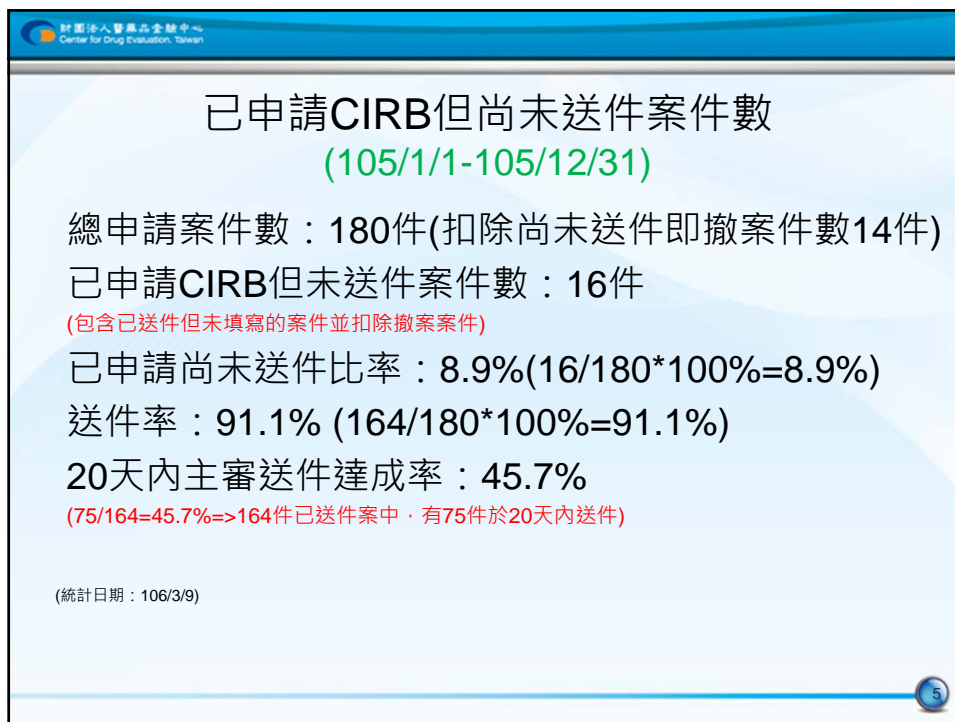 財團法人醫藥品查驗中心
Center for Drug Evaluation, Taiwan
已申請CIRB但尚未送件案件數
(105/1/1-105/12/31)
總申請案件數：180件(扣除尚未送件即撤案件數14件)
已申請CIRB但未送件案件數：16件
(包含已送件但未填寫的案件並扣除撤案案件)
已申請尚未送件比率：8.9%(16/180*100%=8.9%)
送件率：91.1% (164/180*100%=91.1%)
20天內主審送件達成率：45.7%
(75/164=45.7%=>164件已送件案中，有75件於20天內送件)
(統計日期：106/3/9)
5